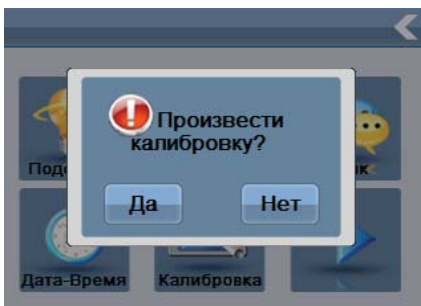 Произвести
калибровку?
Да Нет
Дата-Время Калибровка